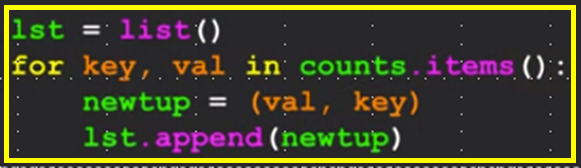 lst = list()
for key, val in counts.items():
    newtup = (val, key)
    lst.append(newtup)